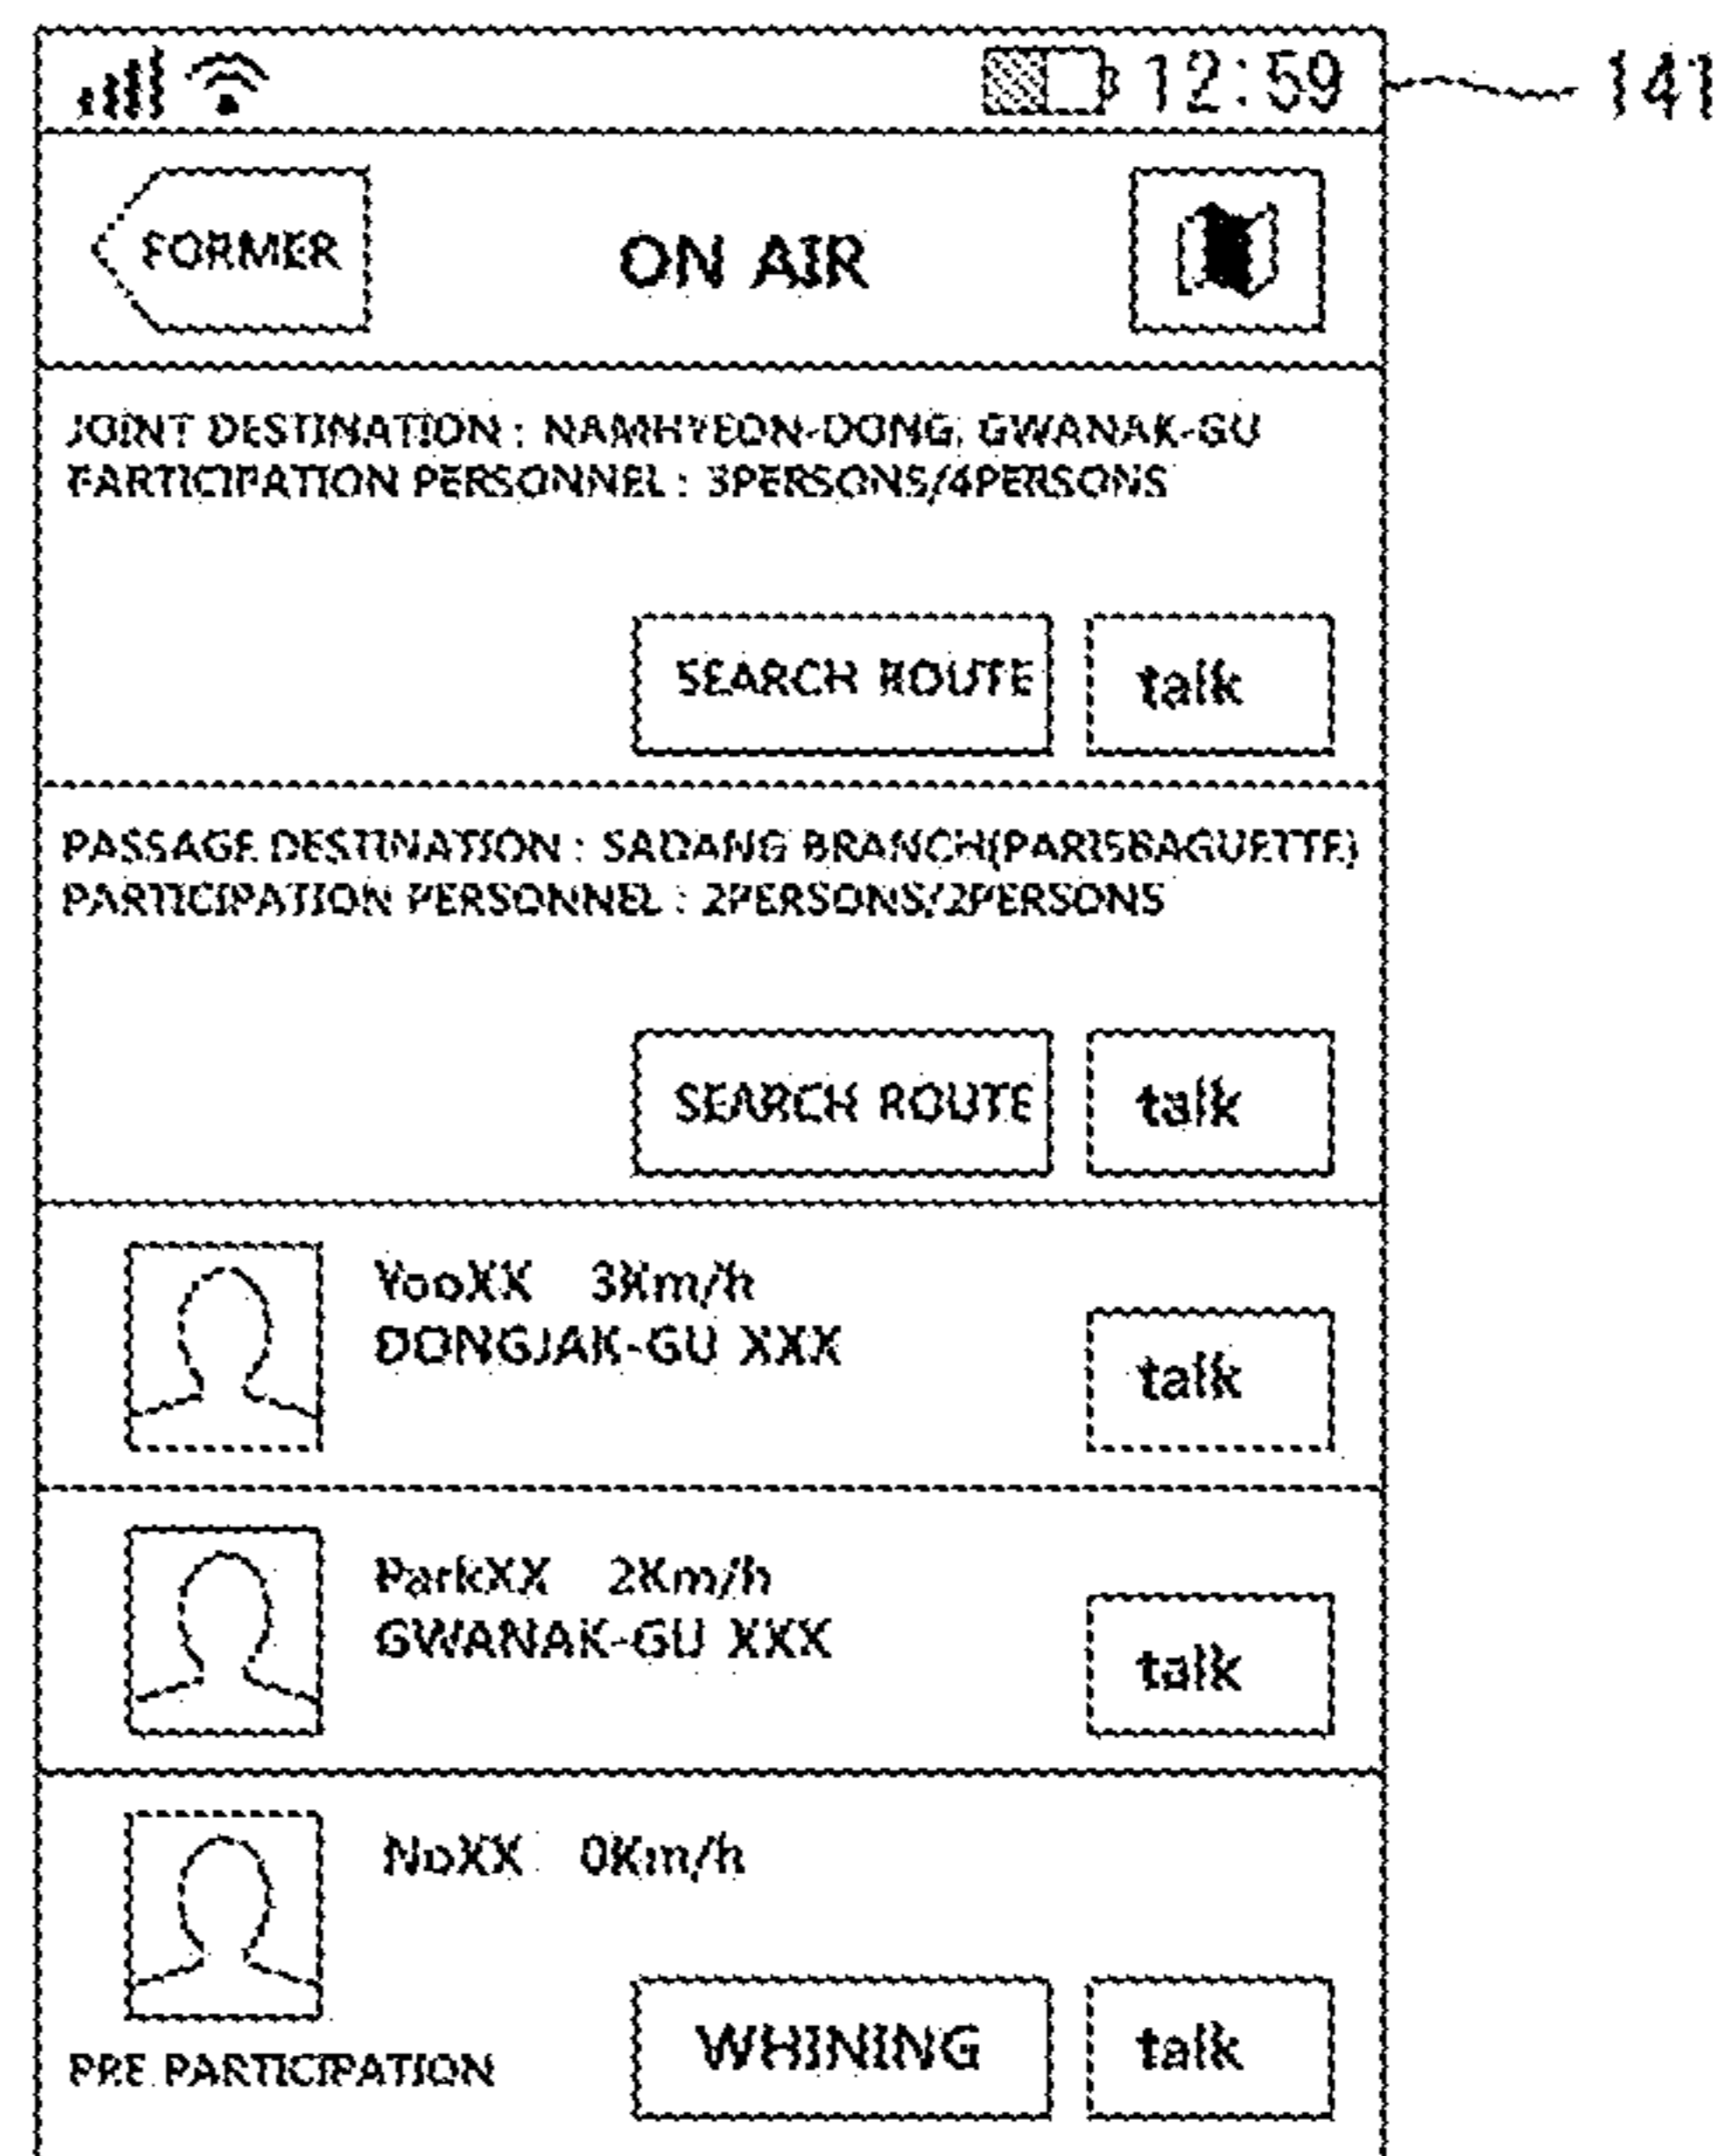 12:59
141
FORMER
ON AIR
JOINT DESTINATION : NAMHYEON-DONG, GWANAK-GU
PARTICIPATION PERSONNEL : 3PERSONS/4PERSONS
SEARCH ROUTE
talk
PASSAGE DESTINATION : SADANG BRANCH(PARISBAGUETTE)
PARTICIPATION PERSONNEL : 2PERSONS/2PERSONS
SEARCH ROUTE
talk
YooXX 3Km/h
DONGJAK-GU XXX
talk
ParkXX 2Km/h
GWANAK-GU XXX
talk
NoXX 0Km/h
WHINING
talk
PRE PARTICIPATION